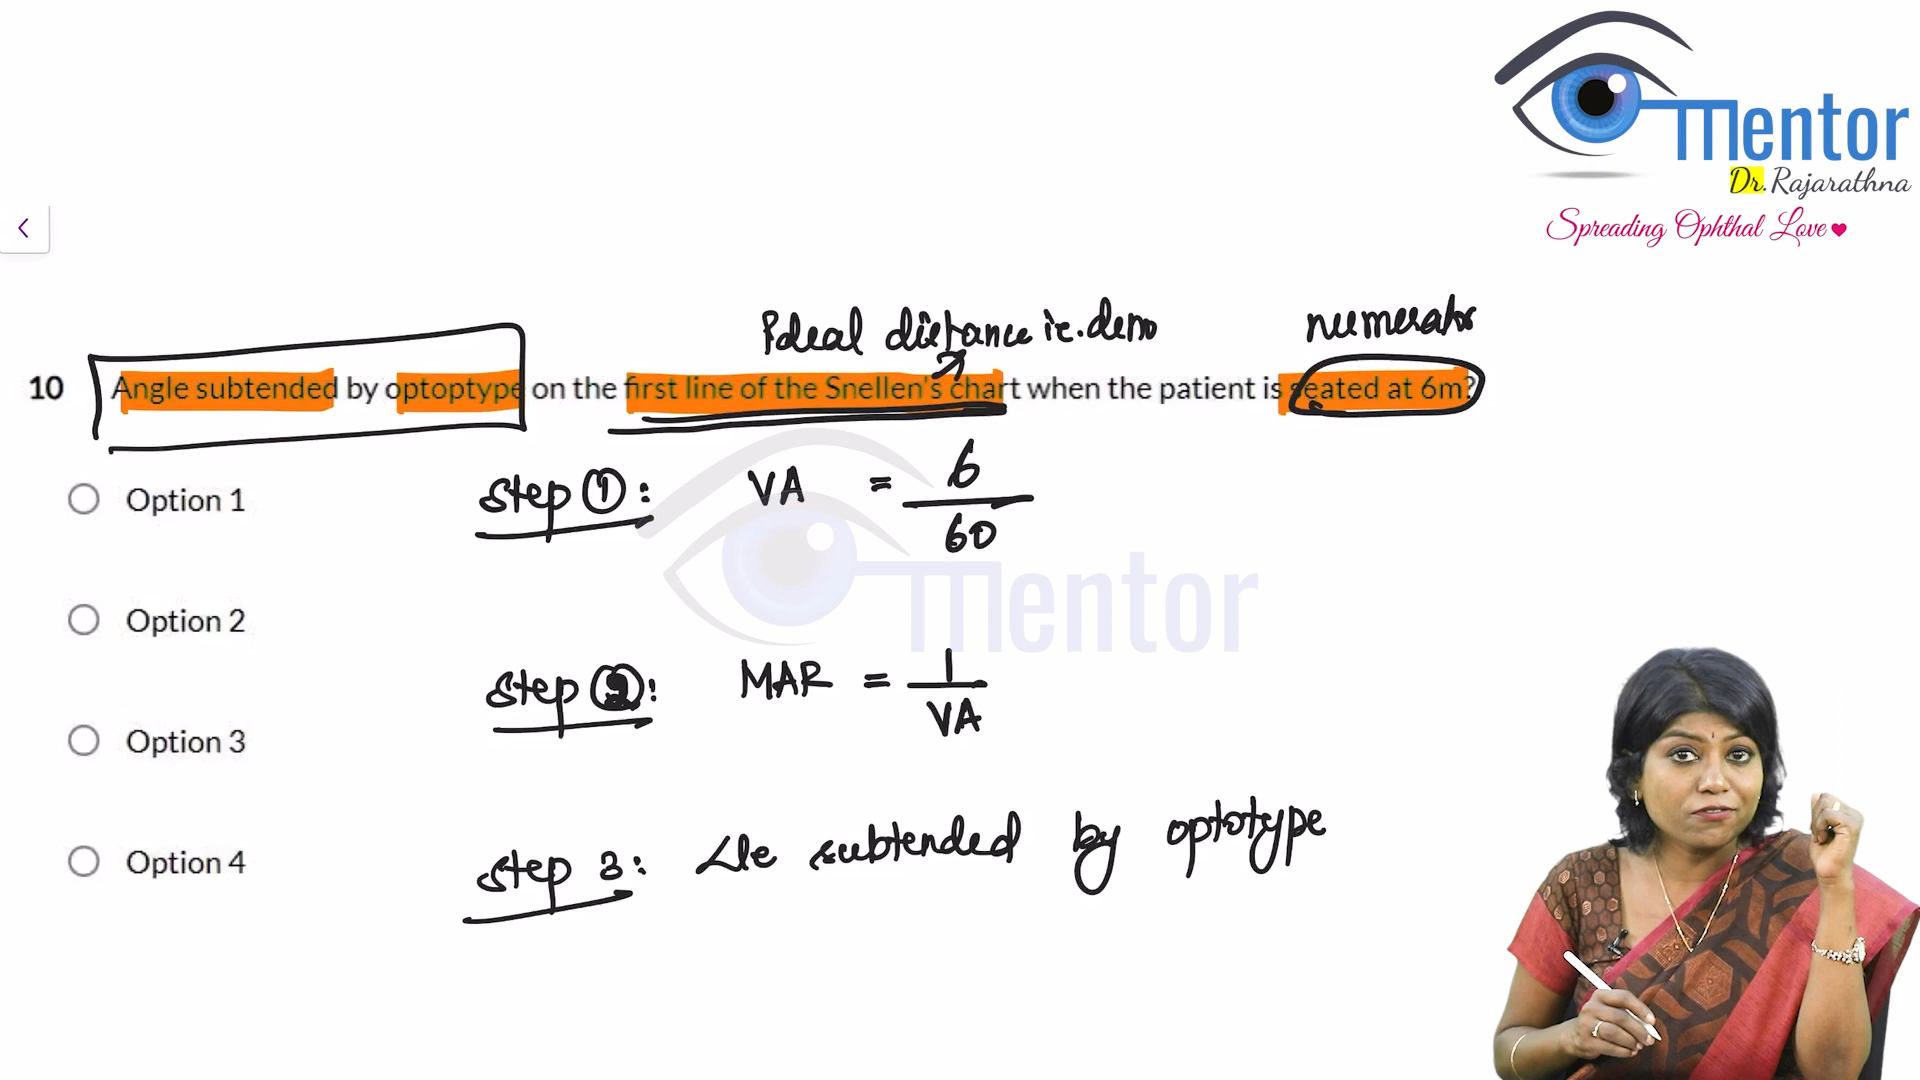 mentor
Dr. Rajarathna
Spreading Ophthal Love
Ideal distance ie. deno
numerator
10 Angle subtended by optoptype on the first line of the Snellen's chart when the patient is seated at 6m?
Option 1
Step 1: VA = 6
60
Option 2
mentor
Step 2: MAR = 1
VA
Option 3
Step 3: ∠le subtended by optotype
Option 4